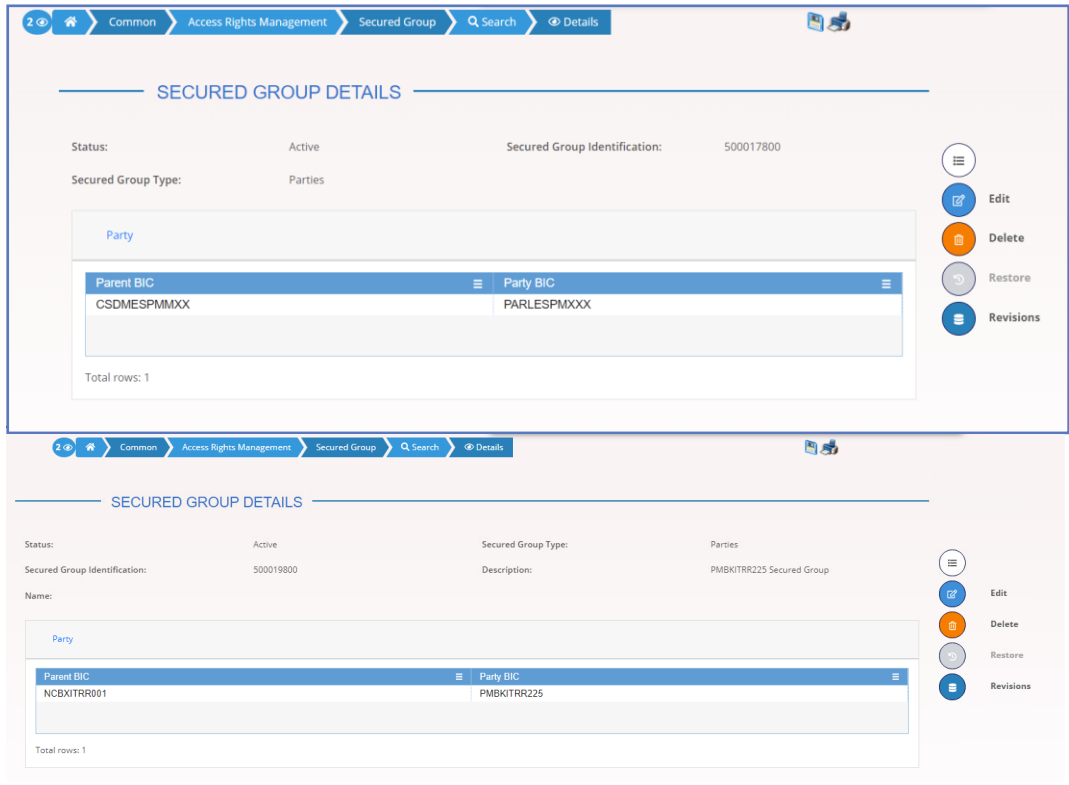 2 Common Access Rights Management Secured Group Search Details
SECURED GROUP DETAILS
Status: Active Secured Group Identification: 500017800
Secured Group Type: Parties
Edit
Party
Delete
Parent BIC Party BIC
Restore
CSDMESPMMXX PARLESPMXXX
Revisions
Total rows: 1
2 Common Access Rights Management Secured Group Search Details
SECURED GROUP DETAILS
Status: Active Secured Group Type: Parties
Secured Group Identification: 500019800 Description: PMBKITRR225 Secured Group
Name:
Edit
Delete
Party
Restore
Parent BIC Party BIC
Revisions
NCBXITRR001 PMBKITRR225
Total rows: 1